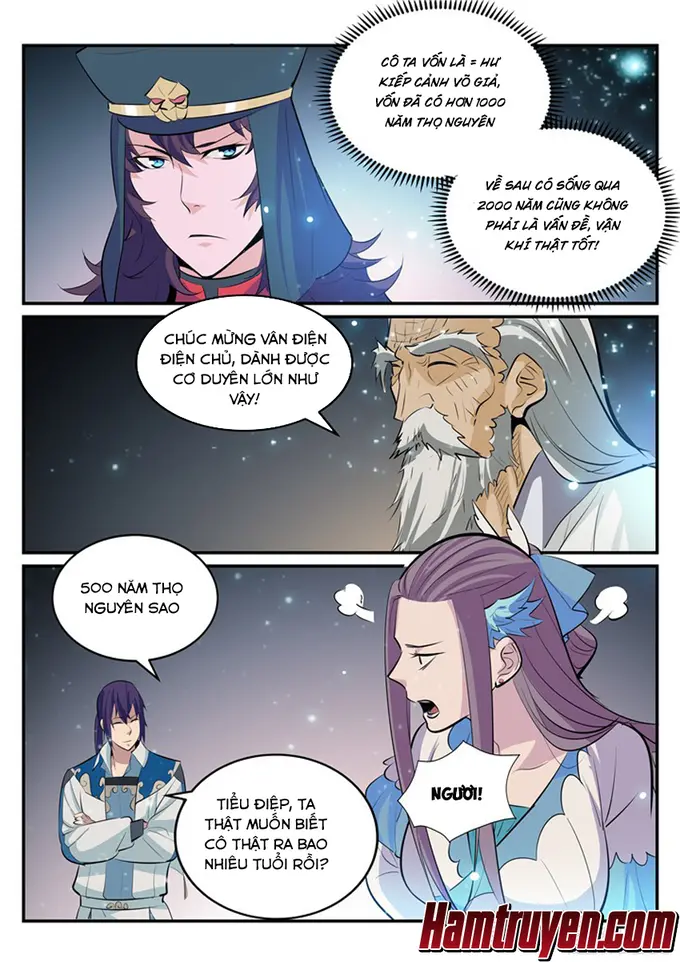 CÔ TA VỐN LÀ = HƯ
KIẾP CẢNH VÕ GIẢ,
VỐN ĐÃ CÓ HƠN 1000
NĂM THỌ NGUYÊN
VỀ SAU CÓ SỐNG QUA
2000 NĂM CŨNG KHÔNG
PHẢI LÀ VẤN ĐỀ, VẬN
KHÍ THẬT TỐT!
CHÚC MỪNG VÂN ĐIỆN
ĐIỆN CHỦ, DÀNH ĐƯỢC
CƠ DUYÊN LỚN NHƯ
VẬY!
500 NĂM THỌ
NGUYÊN SAO
NGƯƠI!
TIỂU ĐIỆP, TA
THẬT MUỐN BIẾT
CÔ THẬT RA BAO
NHIÊU TUỔI RỒI?
Hamtruyen.com